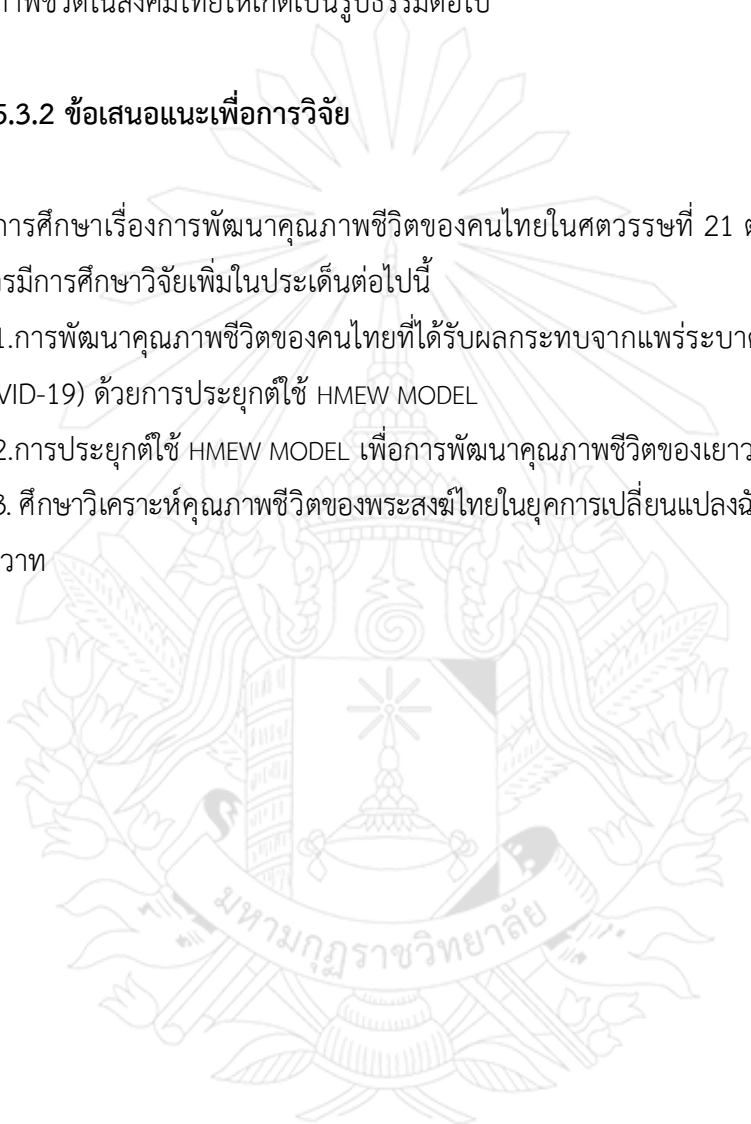 ภาพชีวิตในสังคมไทยให้เกิดเป็นรูปธรรมต่อไป
5.3.2 ข้อเสนอแนะเพื่อการวิจัย
การศึกษาเรื่องการพัฒนาคุณภาพชีวิตของคนไทยในศตวรรษที่ 21
รมีการศึกษาวิจัยเพิ่มในประเด็นต่อไปนี้
1.การพัฒนาคุณภาพชีวิตของคนไทยที่ได้รับผลกระทบจากแพร่ระบาด
VID-19) ด้วยการประยุกต์ใช้ HMEW MODEL
2.การประยุกต์ใช้ HMEW MODEL เพื่อการพัฒนาคุณภาพชีวิตของเยาว
3. ศึกษาวิเคราะห์คุณภาพชีวิตของพระสงฆ์ไทยในยุคการเปลี่ยนแปลง
วาท
มหามกุฏราชวิทยาลัย